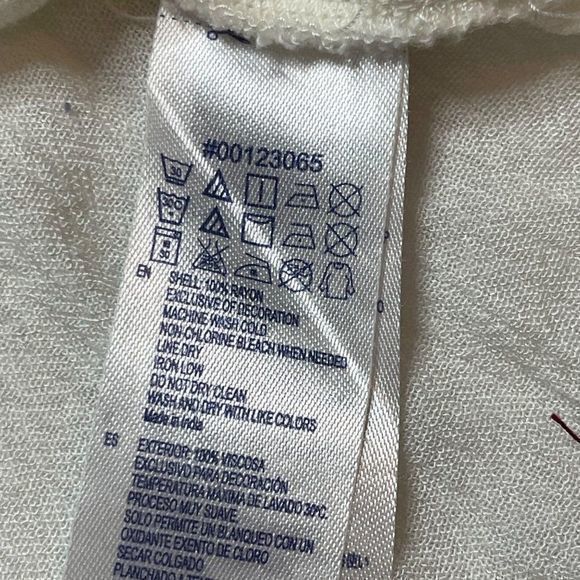 #00123065
30
30
EN
SHELL: 100% RAYON
EXCLUSIVE OF DECORATION
MACHINE WASH COLD
NON-CHLORINE BLEACH WHEN NEEDED
LINE DRY
IRON LOW
DO NOT DRY CLEAN
WASH AND DRY WITH LIKE COLORS
Made in India
ES
EXTERIOR: 100% VISCOSA
EXCLUSIVO PARA DECORACIÓN
TEMPERATURA MAXIMA DE LAVADO 30ºC.
PROCESO MUY SUAVE.
SOLO PERMITE UN BLANQUEO CON UN
OXIDANTE EXENTO DE CLORO
SECAR COLGADO